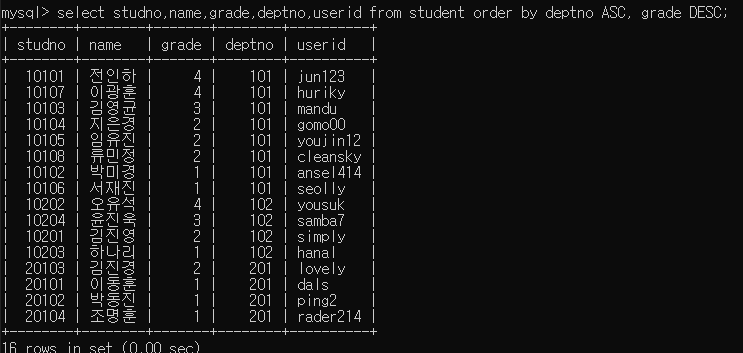 mysql> select studno,name,grade,deptno,userid from student order by deptno ASC, grade DESC;
+--------+--------+-------+--------+----------+
| studno | name | grade | deptno | userid |
+--------+--------+-------+--------+----------+
| 10101 | 전인하 | 4 | 101 | jun123 |
| 10107 | 이광훈 | 4 | 101 | huriky |
| 10103 | 김영균 | 3 | 101 | mandu |
| 10104 | 지은경 | 2 | 101 | gomo00 |
| 10105 | 임유진 | 2 | 101 | youjin12 |
| 10108 | 류민정 | 2 | 101 | cleansky |
| 10102 | 박미경 | 1 | 101 | ansel414 |
| 10106 | 서재진 | 1 | 101 | seolly |
| 10202 | 오유석 | 4 | 102 | yousuk |
| 10204 | 윤진욱 | 3 | 102 | samba7 |
| 10201 | 김진영 | 2 | 102 | simply |
| 10203 | 하나리 | 1 | 102 | hanal |
| 20103 | 김진경 | 2 | 201 | lovely |
| 20101 | 이동훈 | 1 | 201 | dals |
| 20102 | 박동진 | 1 | 201 | ping2 |
| 20104 | 조명훈 | 1 | 201 | rader214 |
+--------+--------+-------+--------+----------+
16 rows in set (0.00 sec)